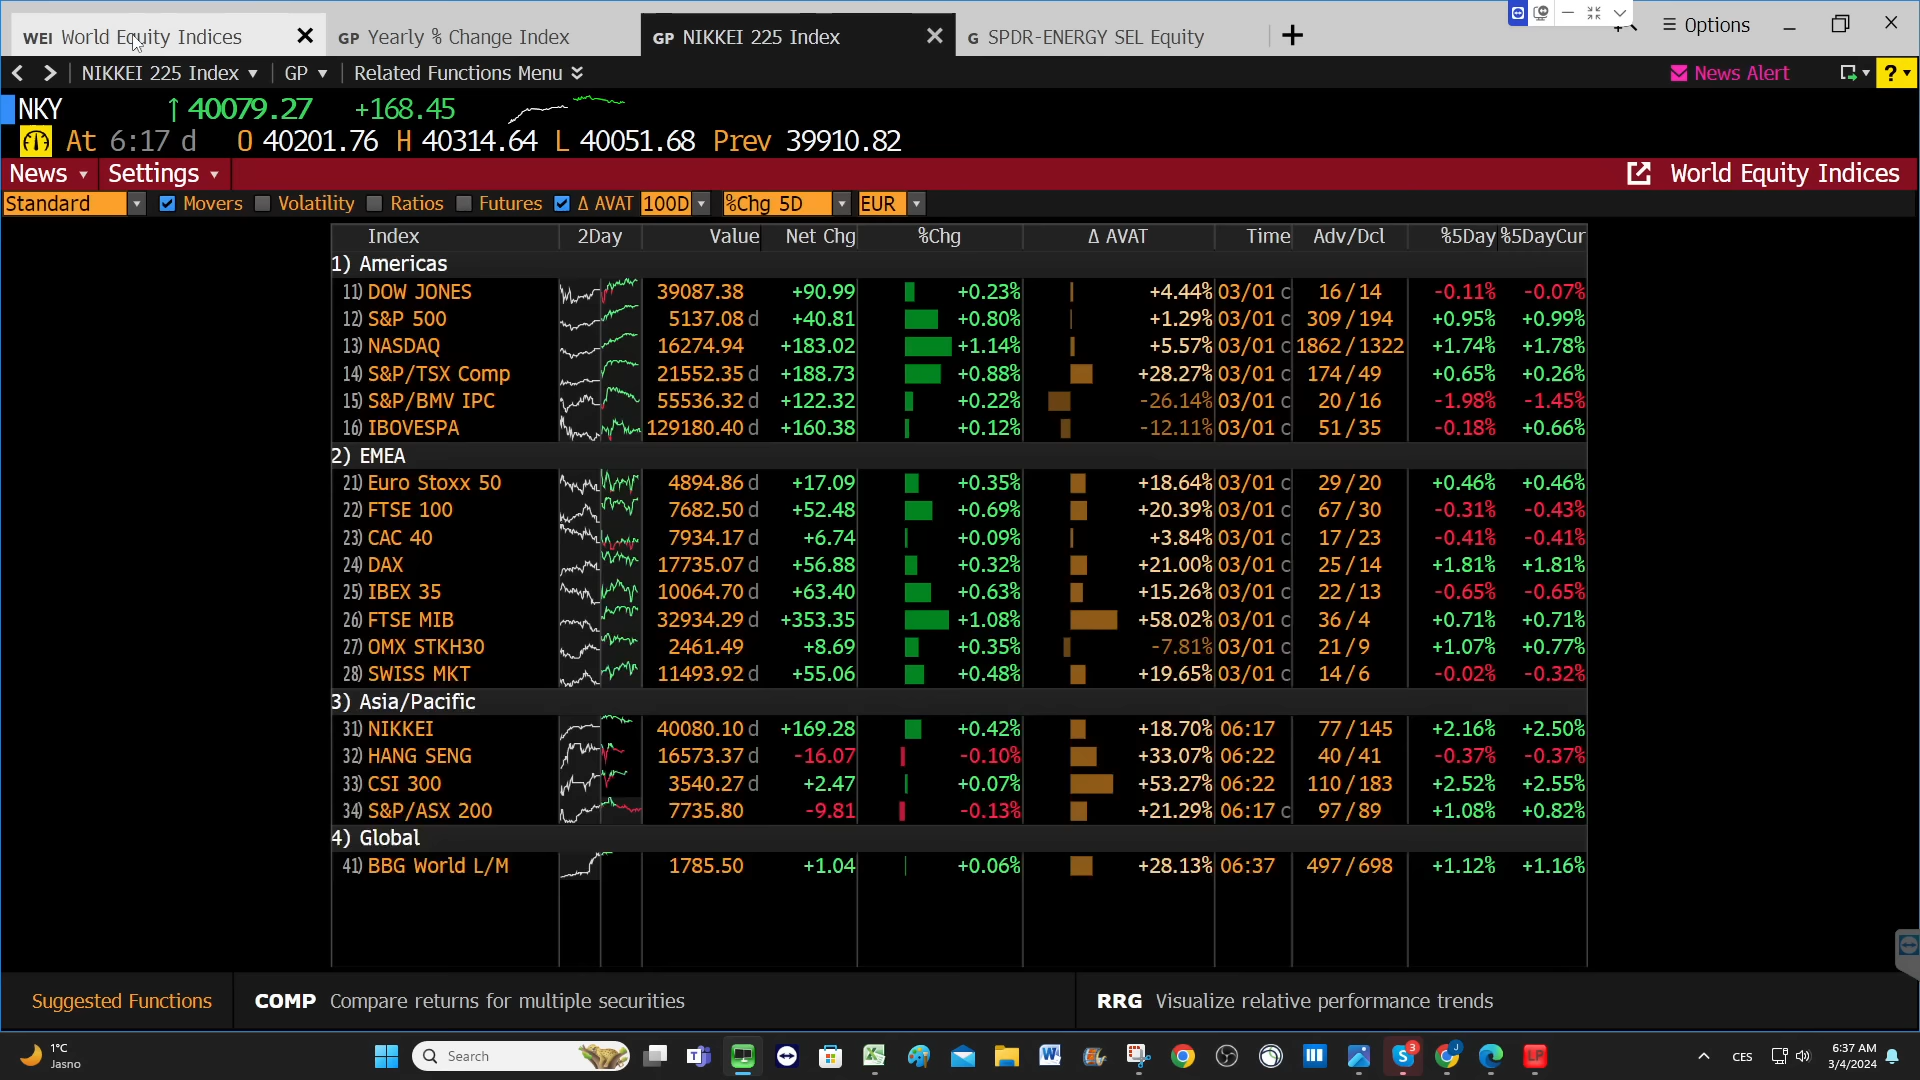 WEI World Equity Indices
GP Yearly % Change Index
GP NIKKEI 225 Index
G SPDR-ENERGY SEL Equity
Options
NIKKEI 225 Index GP Related Functions Menu
News Alert
NKY ↑ 40079.27 +168.45
At 6:17 d O 40201.76 H 40314.64 L 40051.68 Prev 39910.82
News Settings World Equity Indices
Standard Movers Volatility Ratios Futures Δ AVAT 100D %Chg 5D EUR
Index 2Day Value Net Chg %Chg Δ AVAT Time Adv/Dcl %5Day %5DayCur
1) Americas
11) DOW JONES 39087.38 +90.99 +0.23% +4.44% 03/01 c 16 / 14 -0.11% -0.07%
12) S&P 500 5137.08 d +40.81 +0.80% +1.29% 03/01 c 309 / 194 +0.95% +0.99%
13) NASDAQ 16274.94 +183.02 +1.14% +5.57% 03/01 c 1862 / 1322 +1.74% +1.78%
14) S&P/TSX Comp 21552.35 d +188.73 +0.88% +28.27% 03/01 c 174 / 49 +0.65% +0.26%
15) S&P/BMV IPC 55536.32 d +122.32 +0.22% -26.14% 03/01 c 20 / 16 -1.98% -1.45%
16) IBOVESPA 129180.40 d +160.38 +0.12% -12.11% 03/01 c 51 / 35 -0.18% +0.66%
2) EMEA
21) Euro Stoxx 50 4894.86 d +17.09 +0.35% +18.64% 03/01 c 29 / 20 +0.46% +0.46%
22) FTSE 100 7682.50 d +52.48 +0.69% +20.39% 03/01 c 67 / 30 -0.31% -0.43%
23) CAC 40 7934.17 d +6.74 +0.09% +3.84% 03/01 c 17 / 23 -0.41% -0.41%
24) DAX 17735.07 d +56.88 +0.32% +21.00% 03/01 c 25 / 14 +1.81% +1.81%
25) IBEX 35 10064.70 d +63.40 +0.63% +15.26% 03/01 c 22 / 13 -0.65% -0.65%
26) FTSE MIB 32934.29 d +353.35 +1.08% +58.02% 03/01 c 36 / 4 +0.71% +0.71%
27) OMX STKH30 2461.49 +8.69 +0.35% -7.81% 03/01 c 21 / 9 +1.07% +0.77%
28) SWISS MKT 11493.92 d +55.06 +0.48% +19.65% 03/01 c 14 / 6 -0.02% -0.32%
3) Asia/Pacific
31) NIKKEI 40080.10 d +169.28 +0.42% +18.70% 06:17 77 / 145 +2.16% +2.50%
32) HANG SENG 16573.37 d -16.07 -0.10% +33.07% 06:22 40 / 41 -0.37% -0.37%
33) CSI 300 3540.27 d +2.47 +0.07% +53.27% 06:22 110 / 183 +2.52% +2.55%
34) S&P/ASX 200 7735.80 -9.81 -0.13% +21.29% 06:17 c 97 / 89 +1.08% +0.82%
4) Global
41) BBG World L/M 1785.50 +1.04 +0.06% +28.13% 06:37 497 / 698 +1.12% +1.16%
Suggested Functions COMP Compare returns for multiple securities RRG Visualize relative performance trends
1°C
Jasno
Search
CES
6:37 AM
3/4/2024